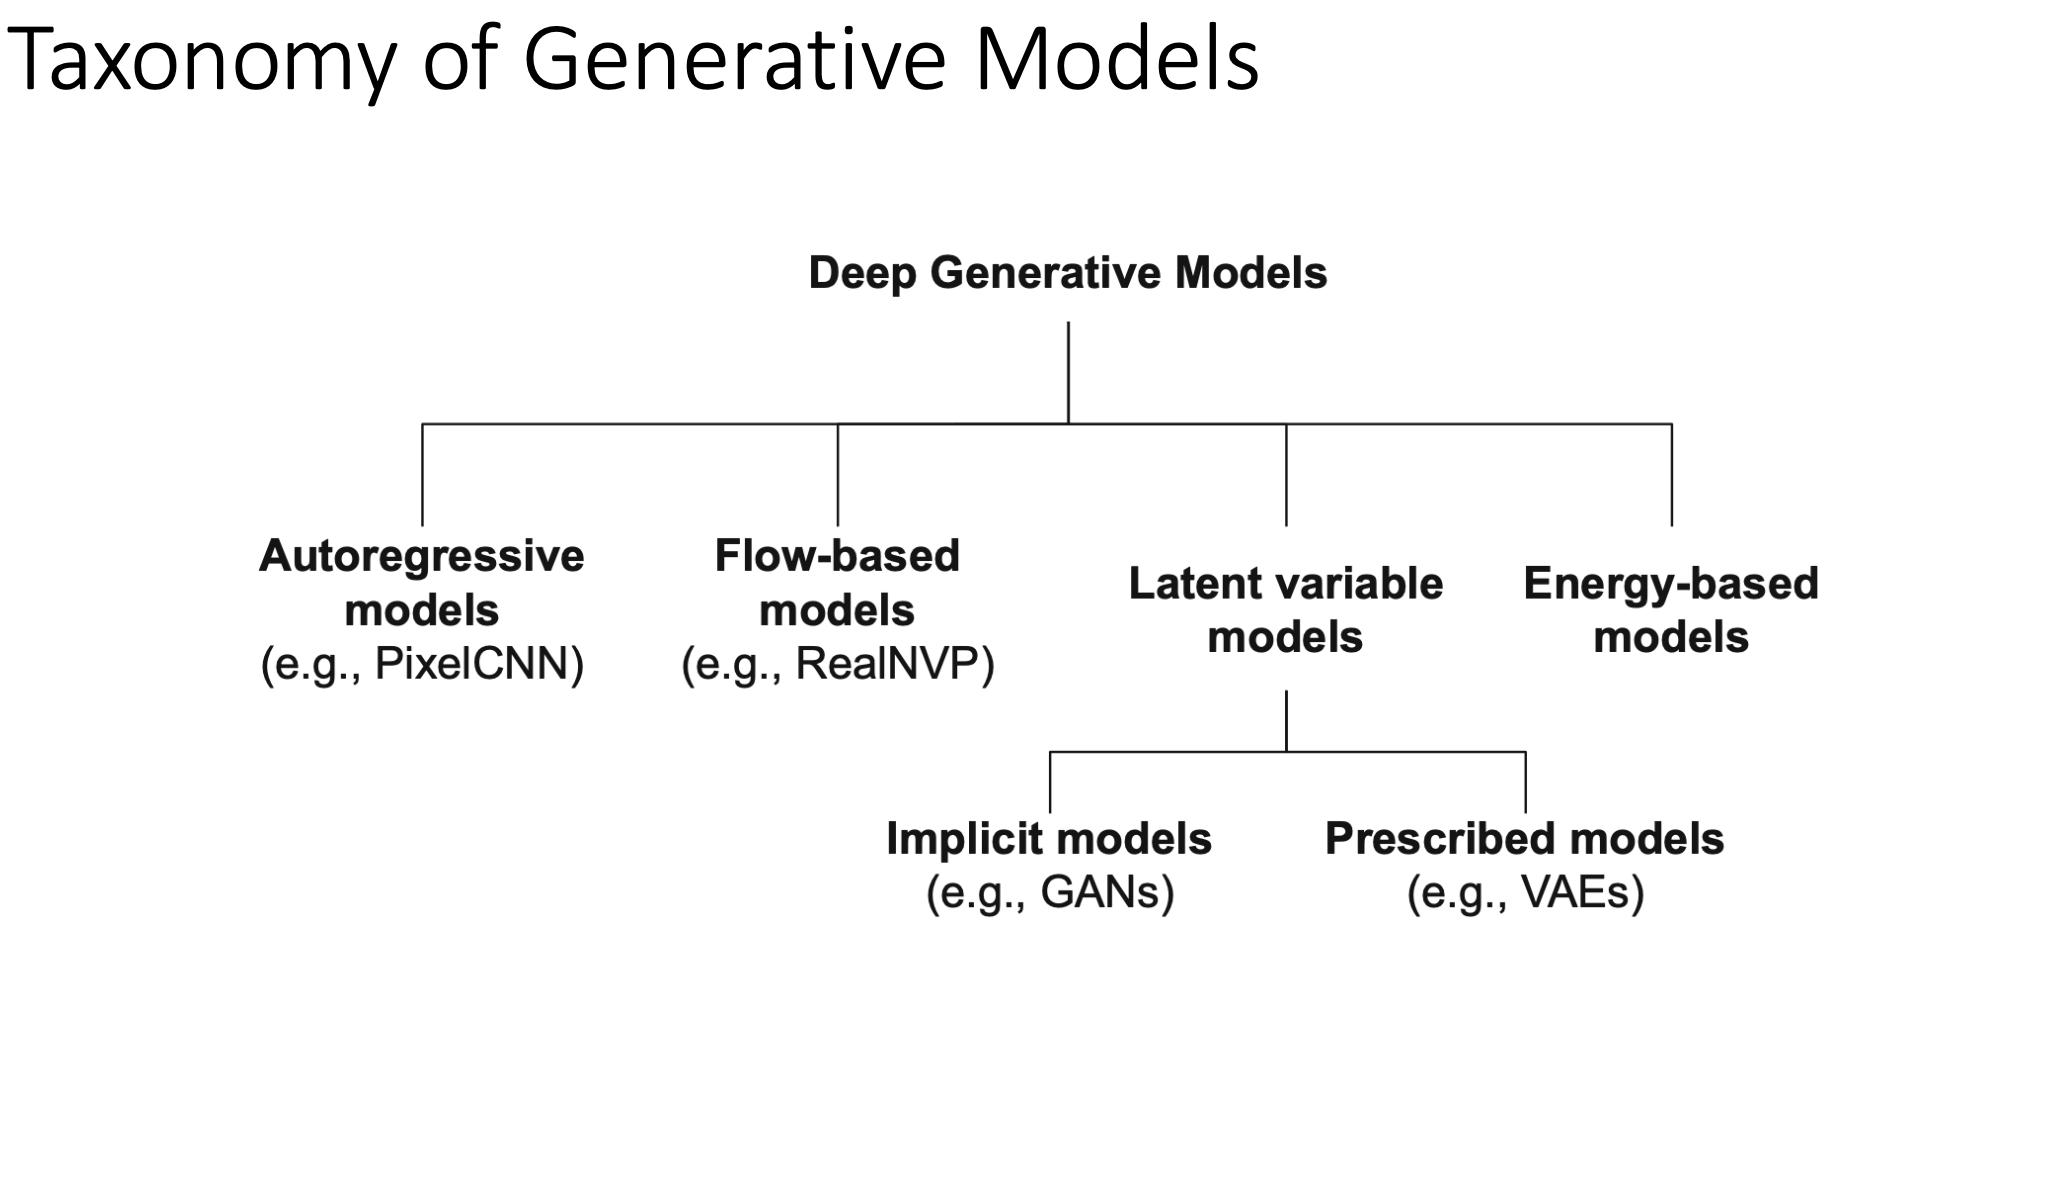 Taxonomy of Generative Models
Deep Generative Models
Autoregressive
models
(e.g., PixelCNN)
Flow-based
models
(e.g., RealNVP)
Latent variable
models
Energy-based
models
Implicit models
(e.g., GANs)
Prescribed models
(e.g., VAEs)